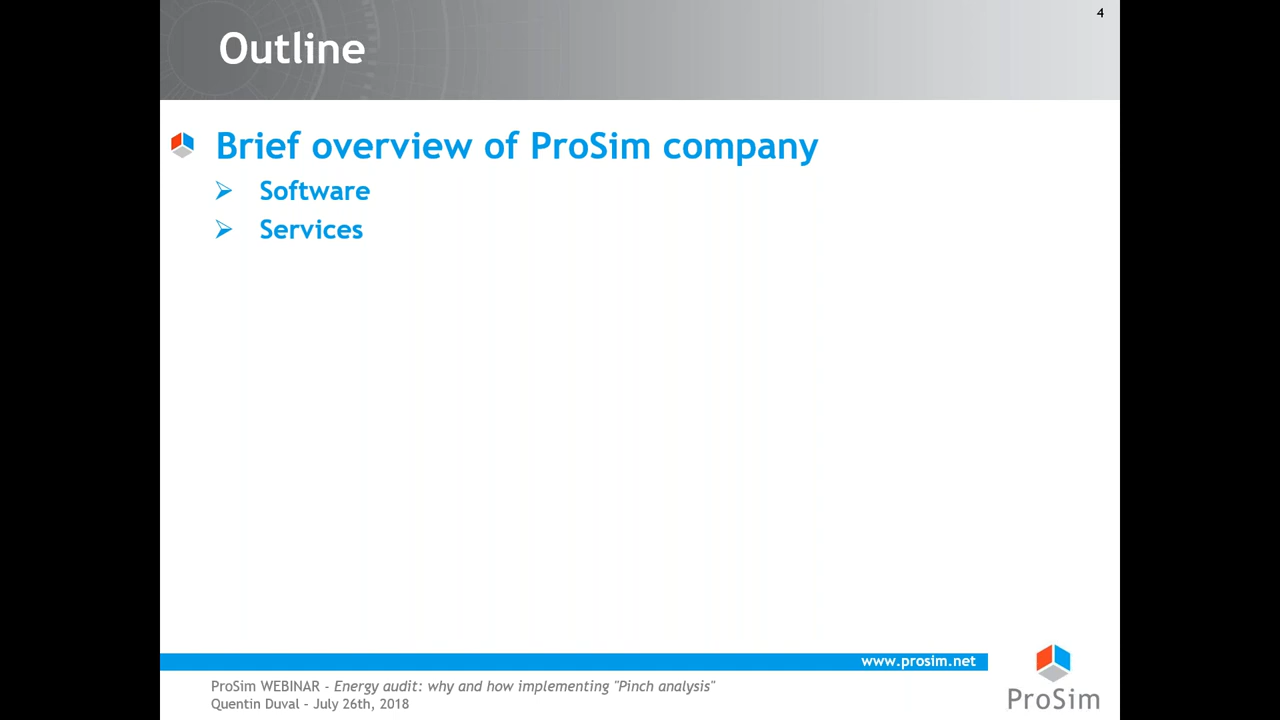 4
Outline
Brief overview of ProSim company
Software
Services
www.prosim.net
ProSim WEBINAR - Energy audit: why and how implementing "Pinch analysis"
Quentin Duval – July 26th, 2018
ProSim